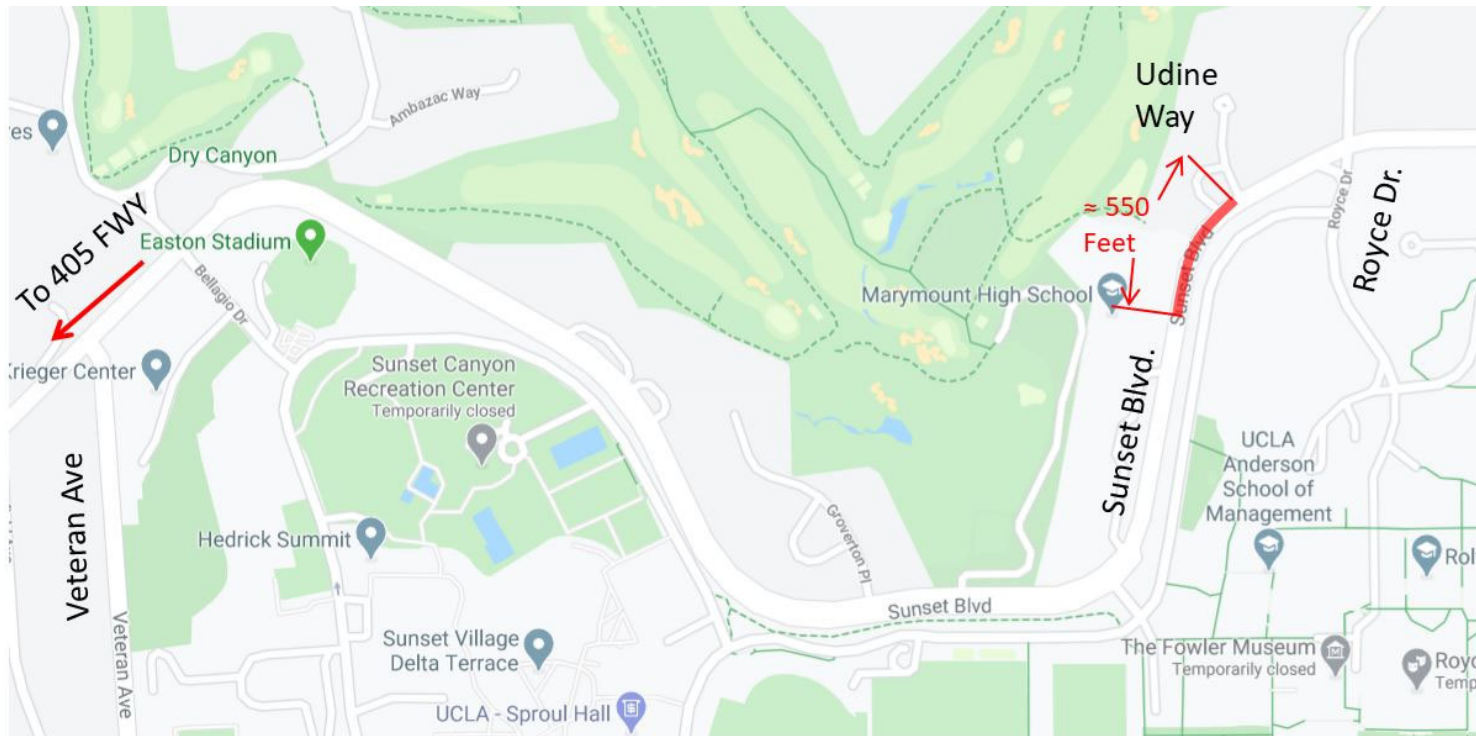 Udine
Way
Ambazac Way
res
Dry Canyon
Royce Dr
Royce Dr.
≈ 550
Feet
To 405 FWY
Easton Stadium
Sunset Blvd
Bellagio Dr
Marymount High School
Krieger Center
Sunset Canyon
Recreation Center
Temporarily closed
Sunset Blvd.
UCLA
Anderson
School of
Management
Veteran Ave
Hedrick Summit
Groverton Pl
Rol
Sunset Blvd
Veteran Ave
Sunset Village
Delta Terrace
The Fowler Museum
Temporarily closed
Royc
Temp
UCLA - Sproul Hall